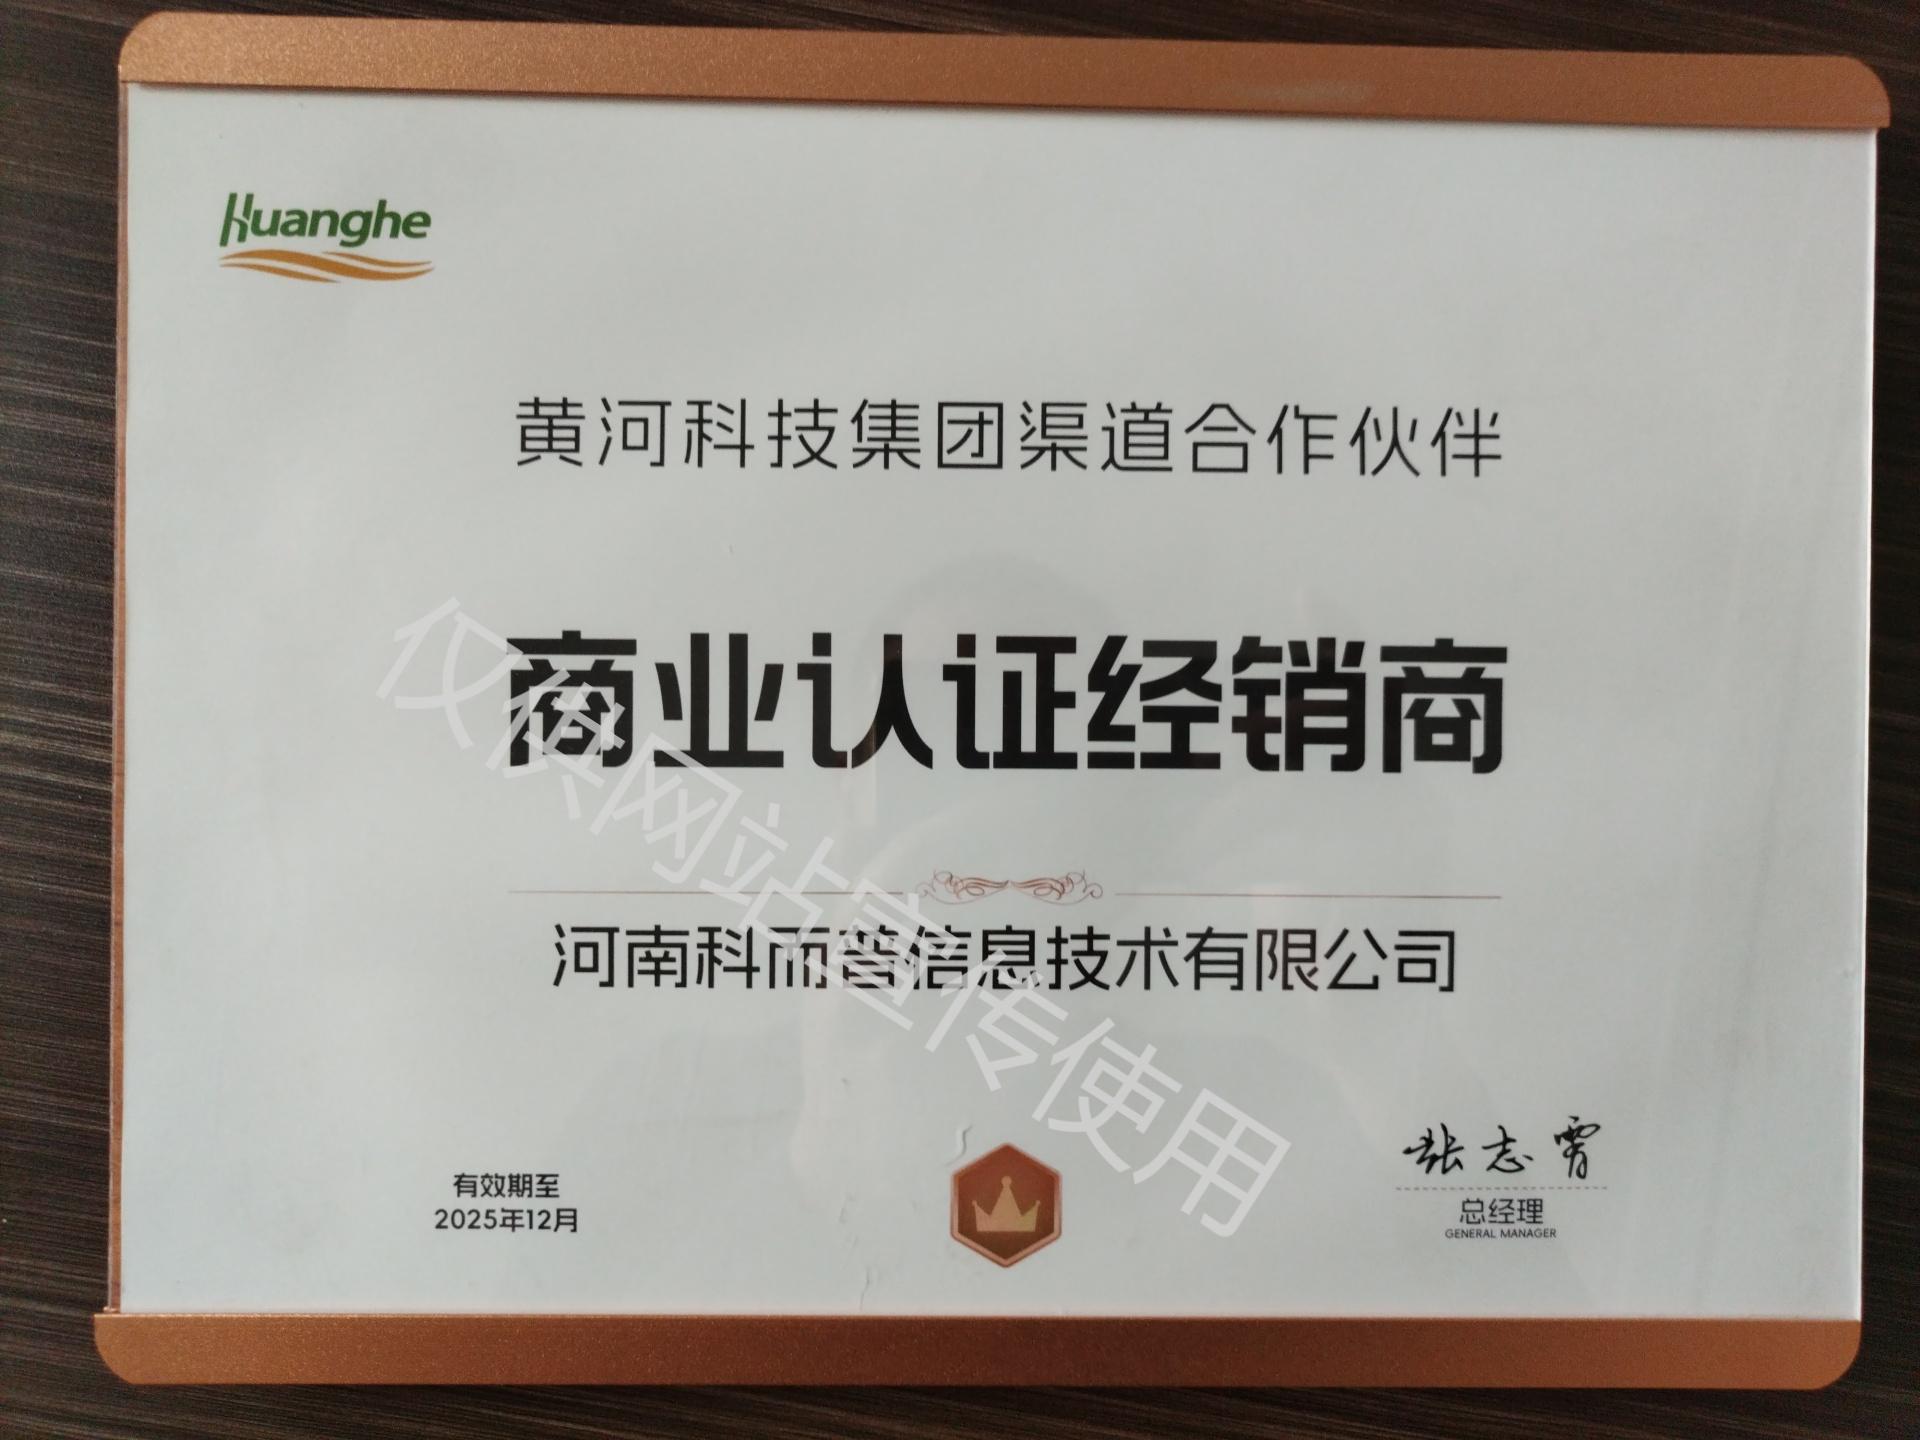 Huanghe
黄河科技集团渠道合作伙伴
商业认证经销商
河南科而普信息技术有限公司
仅供网站宣传使用
有效期至
2025年12月
张志霄
总经理
GENERAL MANAGER